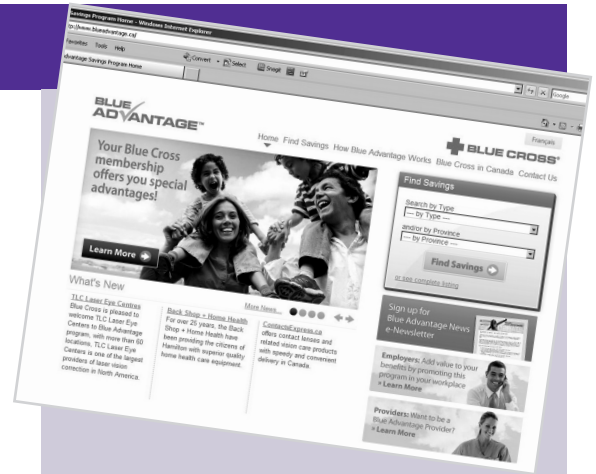 Savings Program Home - Windows Internet Explorer
http://www.blueadvantage.ca/
Favorites Tools Help
Convert Select SnagIt
Google
Advantage Savings Program Home
Français
BLUE
ADVANTAGE™
BLUE CROSS®
Home Find Savings How Blue Advantage Works Blue Cross in Canada Contact Us
Your Blue Cross
membership
offers you special
advantages!
Learn More
Find Savings
Search by Type
--- by Type ---
and/or by Province
--- by Province ---
Find Savings
or see complete listing
What's New
More News...
TLC Laser Eye Centres
Blue Cross is pleased to
welcome TLC Laser Eye
Centers to Blue Advantage
program, with more than 60
locations, TLC Laser Eye
Centers is one of the largest
providers of laser vision
correction in North America.
Back Shop + Home Health
For over 25 years, the Back
Shop + Home Health have
been providing the citizens of
Hamilton with superior quality
home health care equipment.
ContactsExpress.ca
offers contact lenses and
related vision care products
with speedy and convenient
delivery in Canada.
Sign up for
Blue Advantage News
e-Newsletter
Employers: Add value to your
benefits by promoting this
program in your workplace
» Learn More
Providers: Want to be a
Blue Advantage Provider?
» Learn More